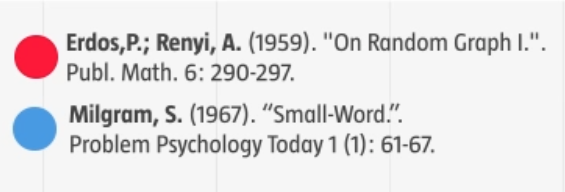 Erdos,P.; Renyi, A. (1959). "On Random Graph I.".
Publ. Math. 6: 290-297.
Milgram, S. (1967). “Small-Word.”.
Problem Psychology Today 1 (1): 61-67.